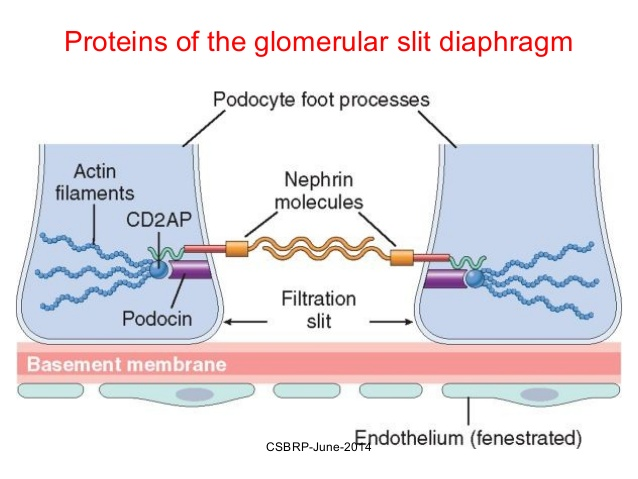 Proteins of the glomerular slit diaphragm
Podocyte foot processes
Actin
filaments
CD2AP
Nephrin
molecules
Podocin
Filtration
slit
Basement membrane
CSBRP-June-2014
Endothelium (fenestrated)